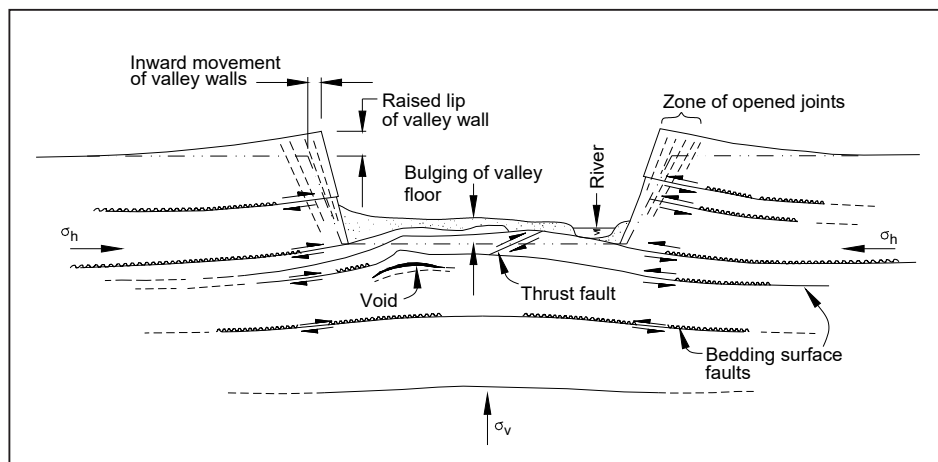 Inward movement
of valley walls
Raised lip
of valley wall
Zone of opened joints
Bulging of valley
floor
River
σh
σh
Void
Thrust fault
Bedding surface
faults
σv